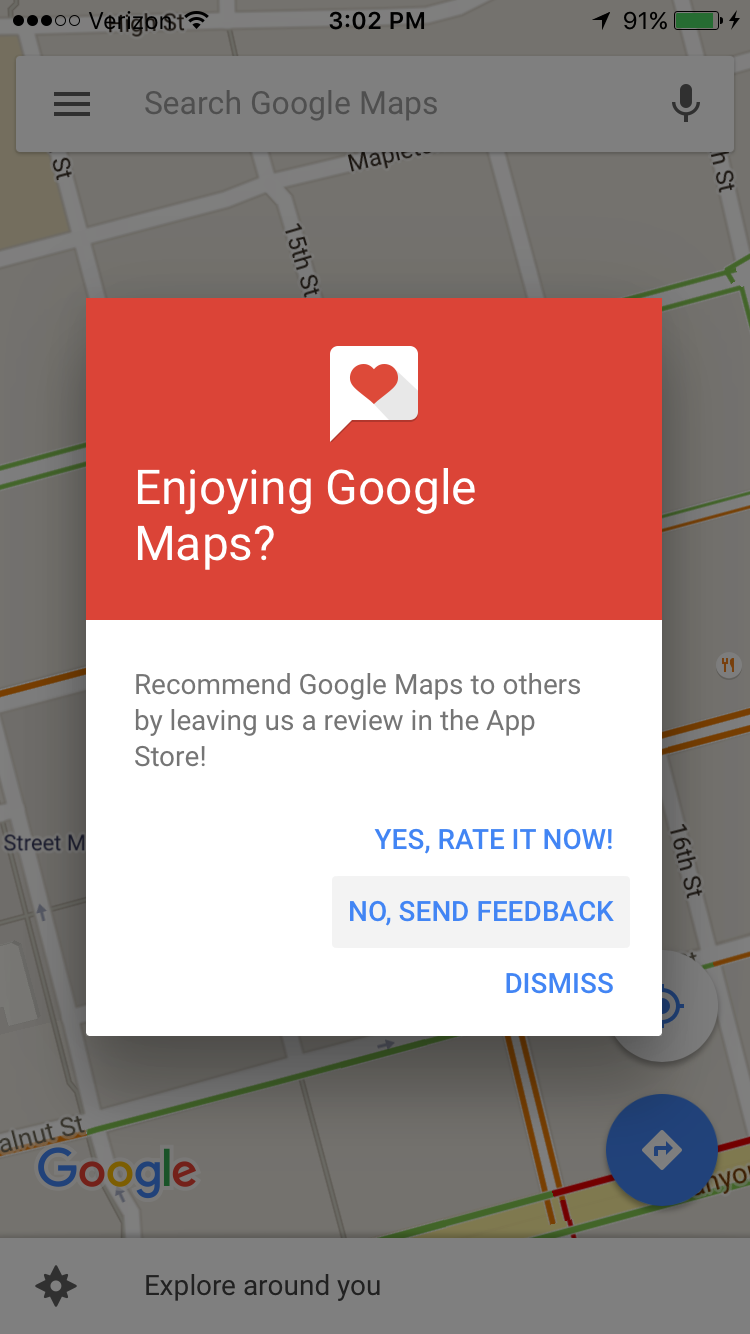 Verizon 3:02 PM 91%
High St
Search Google Maps
St
15th St
Enjoying Google
Maps?
Recommend Google Maps to others
by leaving us a review in the App
Store!
YES, RATE IT NOW!
Street M
16th St
NO, SEND FEEDBACK
DISMISS
alnut St
Google
Explore around you